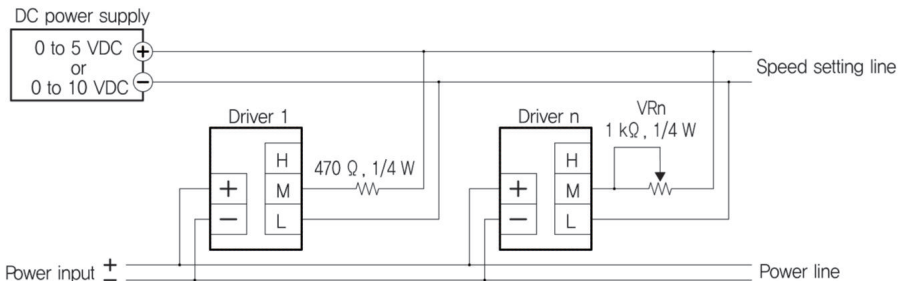 DC power supply
0 to 5 VDC
or
0 to 10 VDC
+
−
Speed setting line
Driver 1
H
M
L
+
−
470 Ω, 1/4 W
Driver n
H
M
L
+
−
VRn
1 kΩ, 1/4 W
Power input
+
−
Power line